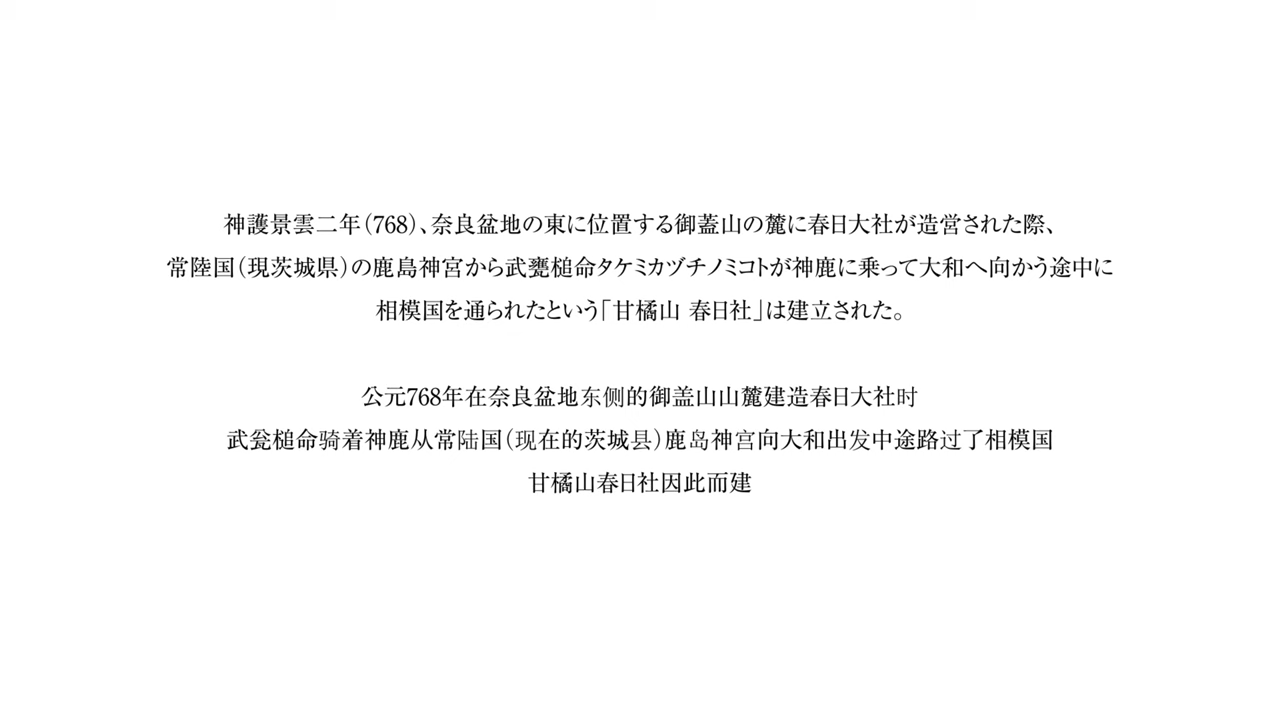 神護景雲二年(768)、奈良盆地の東に位置する御蓋山の麓に春日大社が造営された際、
常陸国(現茨城県)の鹿島神宮から武甕槌命タケミカヅチノミコトが神鹿に乗って大和へ向かう途中に
相模国を通られたという「甘橘山 春日社」は建立された。
公元768年在奈良盆地东侧的御盖山山麓建造春日大社时
武瓮槌命骑着神鹿从常陆国(现在的茨城县)鹿岛神宫向大和出发中途路过了相模国
甘橘山春日社因此而建